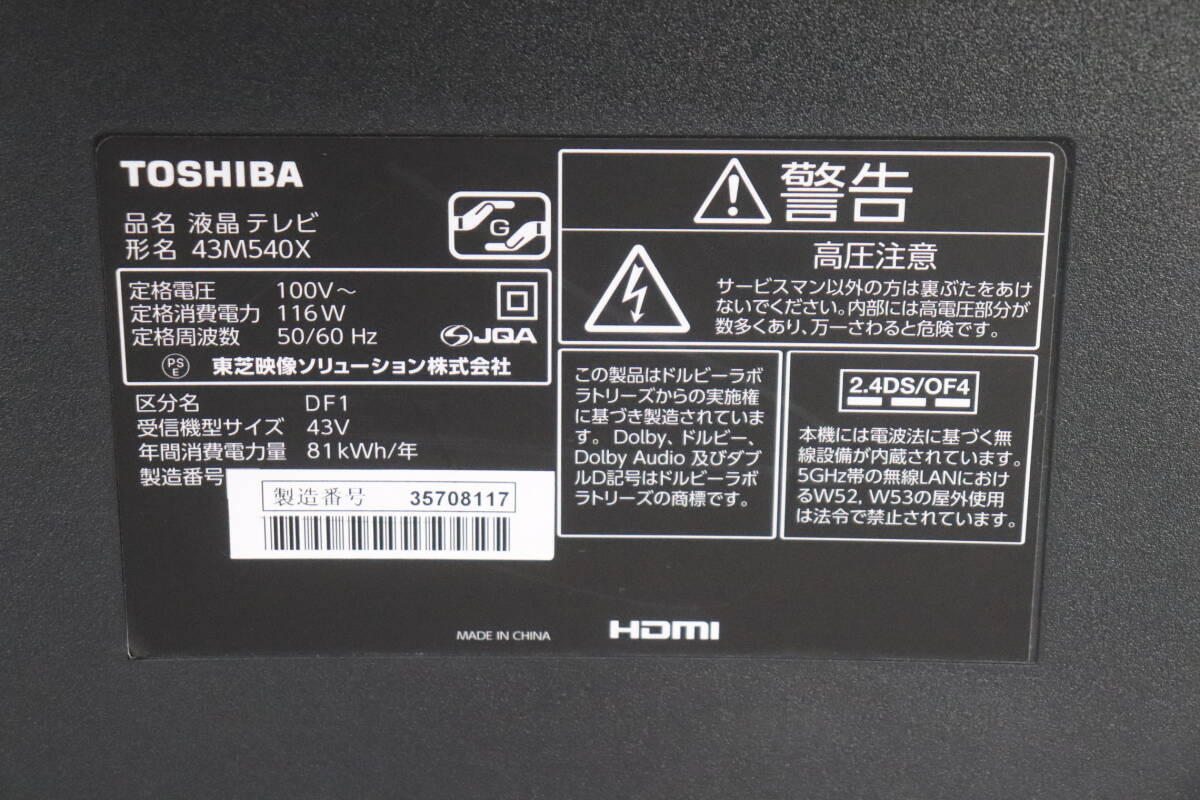 TOSHIBA
品名 液晶テレビ
形名 43M540X
G
定格電圧 100V～
定格消費電力 116W
定格周波数 50/60 Hz
JQA
PS
E
東芝映像ソリューション株式会社
区分名 DF1
受信機型サイズ 43V
年間消費電力量 81kWh/年
製造番号
製造番号 35708117
MADE IN CHINA
警告
高圧注意
サービスマン以外の方は裏ぶたをあけ
ないでください。内部には高電圧部分が
数多くあり、万一さわると危険です。
この製品はドルビーラボ
ラトリーズからの実施権
に基づき製造されていま
す。Dolby、ドルビー、
Dolby Audio 及びダブ
ルD記号はドルビーラボ
ラトリーズの商標です。
2.4DS/OF4
本機には電波法に基づく無
線設備が内蔵されています。
5GHz帯の無線LANにおけ
るW52, W53の屋外使用
は法令で禁止されています。
HDMI